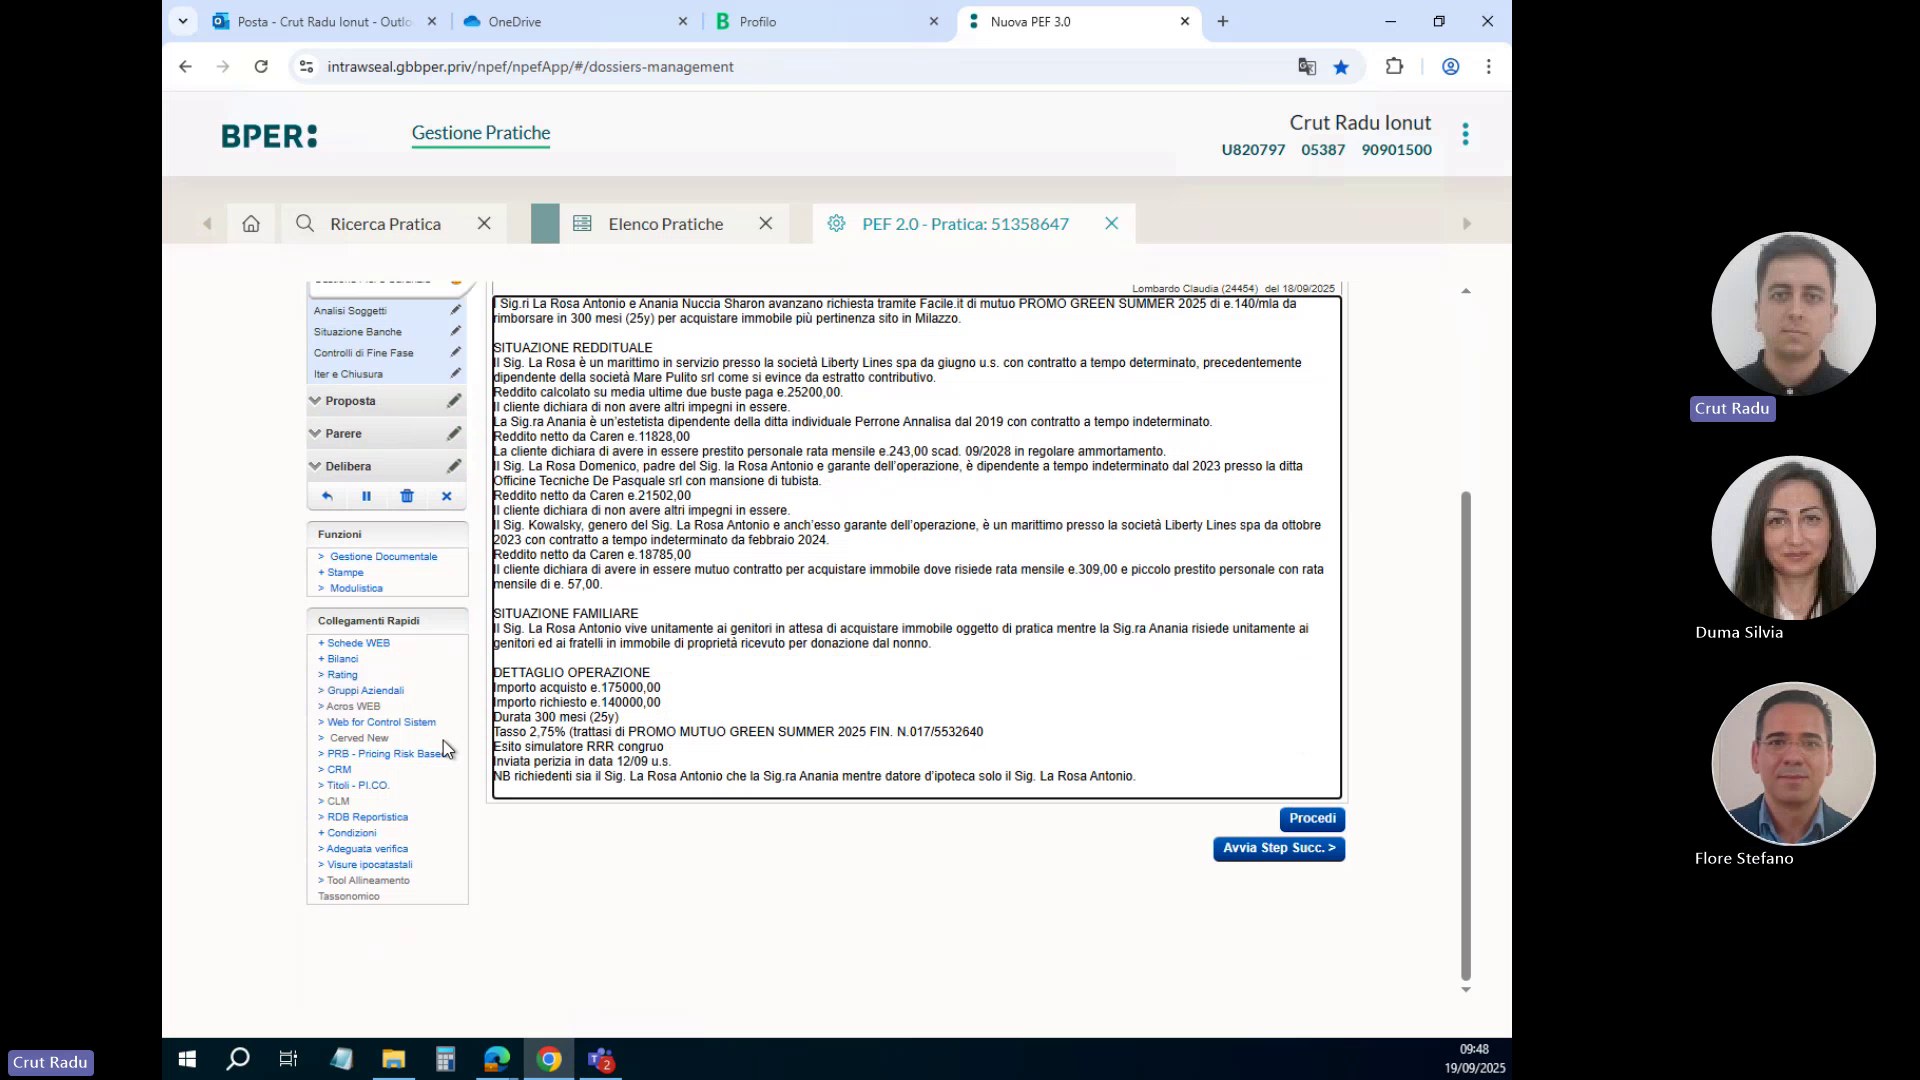 Posta - Crut Radu Ionut - Outlo
OneDrive
Profilo
Nuova PEF 3.0
intrawseal.gbbper.priv/npef/npefApp/#/dossiers-management
BPER:
Gestione Pratiche
Crut Radu Ionut
U820797 05387 90901500
Ricerca Pratica
Elenco Pratiche
PEF 2.0 - Pratica: 51358647
Analisi Soggetti
Situazione Banche
Controlli di Fine Fase
Iter e Chiusura
Proposta
Parere
Delibera
Funzioni
> Gestione Documentale
+ Stampe
> Modulistica
Collegamenti Rapidi
+ Schede WEB
+ Bilanci
> Rating
> Gruppi Aziendali
> Acros WEB
> Web for Control Sistem
> Cerved New
> PRB - Pricing Risk Base
> CRM
> Titoli - PI.CO.
> CLM
> RDB Reportistica
+ Condizioni
> Adeguata verifica
> Visure ipocatastali
> Tool Allineamento
Tassonomico
Lombardo Claudia (24454) del 18/09/2025
I Sig.ri La Rosa Antonio e Anania Nuccia Sharon avanzano richiesta tramite Facile.it di mutuo PROMO GREEN SUMMER 2025 di e.140/mla da
rimborsare in 300 mesi (25y) per acquistare immobile più pertinenza sito in Milazzo.
SITUAZIONE REDDITUALE
Il Sig. La Rosa è un marittimo in servizio presso la società Liberty Lines spa da giugno u.s. con contratto a tempo determinato, precedentemente
dipendente della società Mare Pulito srl come si evince da estratto contributivo.
Reddito calcolato su media ultime due buste paga e.25200,00.
Il cliente dichiara di non avere altri impegni in essere.
La Sig.ra Anania è un'estetista dipendente della ditta individuale Perrone Annalisa dal 2019 con contratto a tempo indeterminato.
Reddito netto da Caren e.11828,00
La cliente dichiara di avere in essere prestito personale rata mensile e.243,00 scad. 09/2028 in regolare ammortamento.
Il Sig. La Rosa Domenico, padre del Sig. la Rosa Antonio e garante dell'operazione, è dipendente a tempo indeterminato dal 2023 presso la ditta
Officine Tecniche De Pasquale srl con mansione di tubista.
Reddito netto da Caren e.21502,00
Il cliente dichiara di non avere altri impegni in essere.
Il Sig. Kowalsky, genero del Sig. La Rosa Antonio e anch'esso garante dell'operazione, è un marittimo presso la società Liberty Lines spa da ottobre
2023 con contratto a tempo indeterminato da febbraio 2024.
Reddito netto da Caren e.18785,00
Il cliente dichiara di avere in essere mutuo contratto per acquistare immobile dove risiede rata mensile e.309,00 e piccolo prestito personale con rata
mensile di e. 57,00.
SITUAZIONE FAMILIARE
Il Sig. La Rosa Antonio vive unitamente ai genitori in attesa di acquistare immobile oggetto di pratica mentre la Sig.ra Anania risiede unitamente ai
genitori ed ai fratelli in immobile di proprietà ricevuto per donazione dal nonno.
DETTAGLIO OPERAZIONE
Importo acquisto e.175000,00
Importo richiesto e.140000,00
Durata 300 mesi (25y)
Tasso 2,75% (trattasi di PROMO MUTUO GREEN SUMMER 2025 FIN. N.017/5532640
Esito simulatore RRR congruo
Inviata perizia in data 12/09 u.s.
NB richiedenti sia il Sig. La Rosa Antonio che la Sig.ra Anania mentre datore d'ipoteca solo il Sig. La Rosa Antonio.
Procedi
Avvia Step Succ. >
Crut Radu
Duma Silvia
Flore Stefano
Crut Radu
2
09:48
19/09/2025